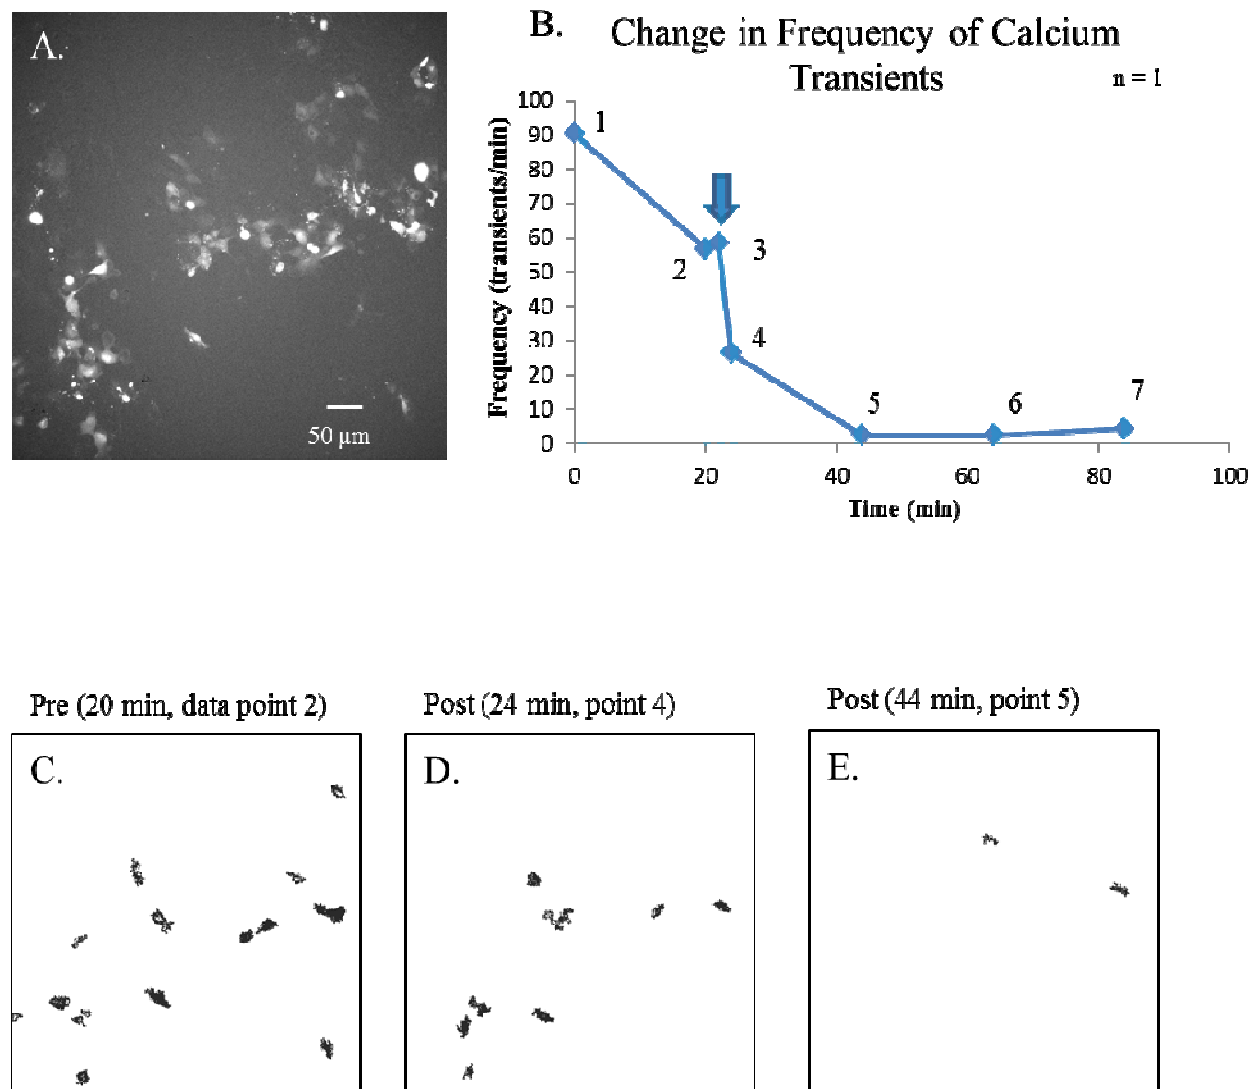 A.
50 µm
B.
Change in Frequency of Calcium
Transients
n = 1
Frequency (transients/min)
100
90
80
70
60
50
40
30
20
10
0
1
2
3
4
5
6
7
0
20
40
60
80
100
Time (min)
Pre (20 min, data point 2)
C.
Post (24 min, point 4)
D.
Post (44 min, point 5)
E.